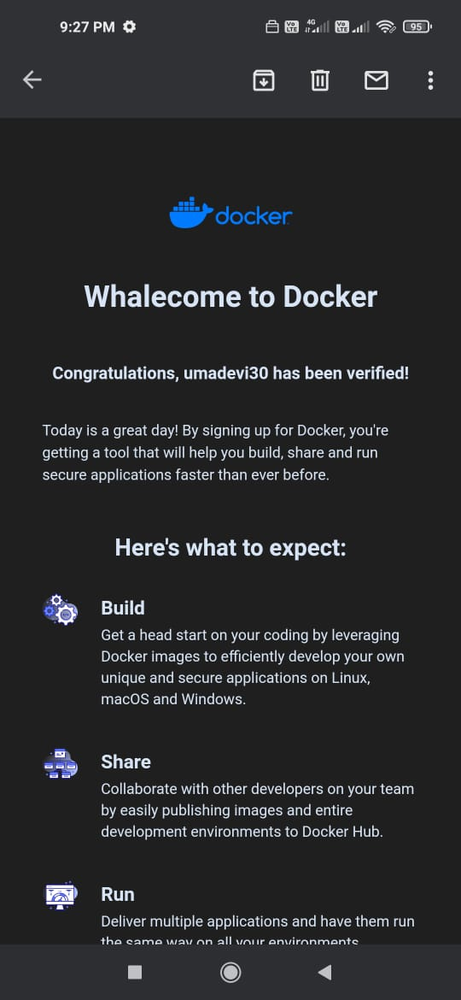 9:27 PM
Vo LTE 4G Vo LTE 95
docker
Whalecome to Docker
Congratulations, umadevi30 has been verified!
Today is a great day! By signing up for Docker, you're
getting a tool that will help you build, share and run
secure applications faster than ever before.
Here's what to expect:
Build
Get a head start on your coding by leveraging
Docker images to efficiently develop your own
unique and secure applications on Linux,
macOS and Windows.
Share
Collaborate with other developers on your team
by easily publishing images and entire
development environments to Docker Hub.
Run
Deliver multiple applications and have them run
the same way on all your environments